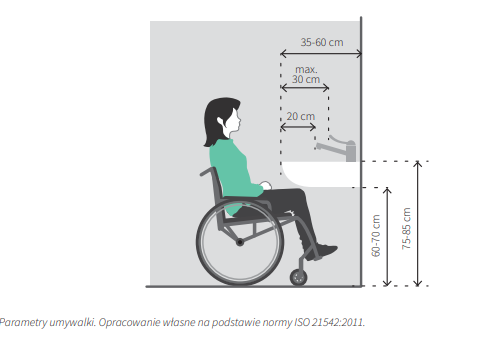 35-60 cm
max.
30 cm
20 cm
60-70 cm
75-85 cm
Parametry umywalki. Opracowanie własne na podstawie normy ISO 21542:2011.